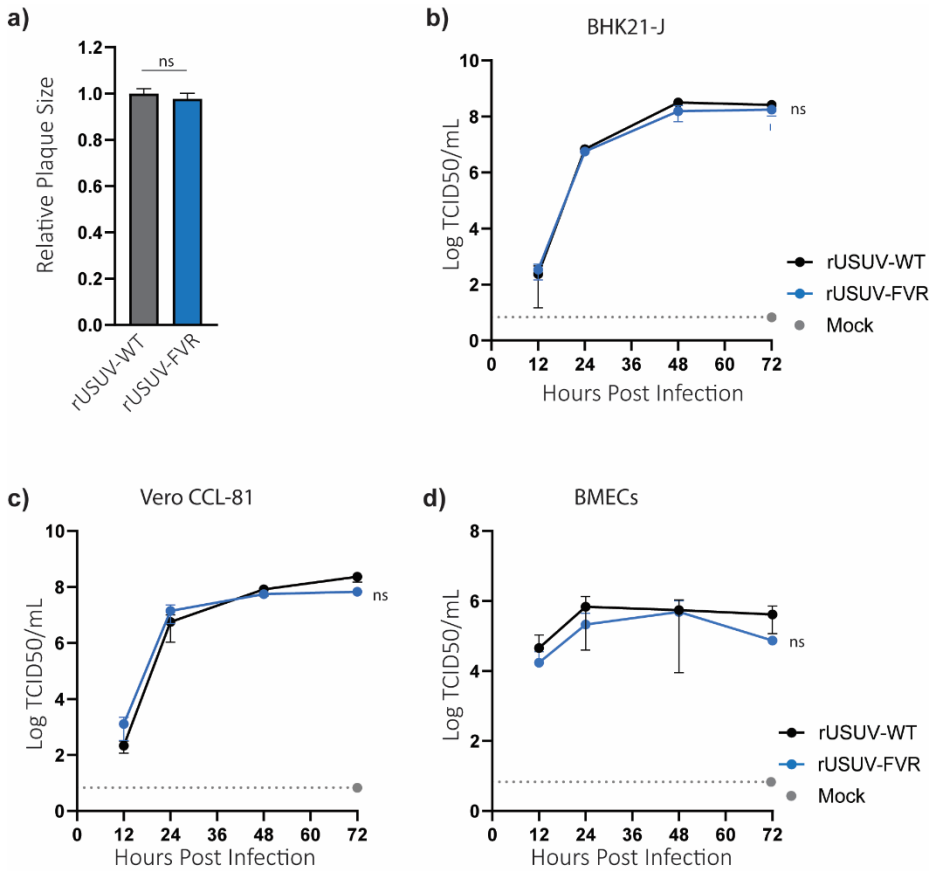 a)
ns
1.2
1.0
0.8
0.6
0.4
0.2
0.0
Relative Plaque Size
rUSUV-WT
rUSUV-FVR
b)
BHK21-J
10
8
6
4
2
0
Log TCID50/mL
ns
rUSUV-WT
rUSUV-FVR
Mock
0 12 24 36 48 60 72
Hours Post Infection
c)
Vero CCL-81
10
8
6
4
2
0
Log TCID50/mL
ns
0 12 24 36 48 60 72
Hours Post Infection
d)
BMECs
8
6
4
2
0
Log TCID50/mL
ns
rUSUV-WT
rUSUV-FVR
Mock
0 12 24 36 48 60 72
Hours Post Infection